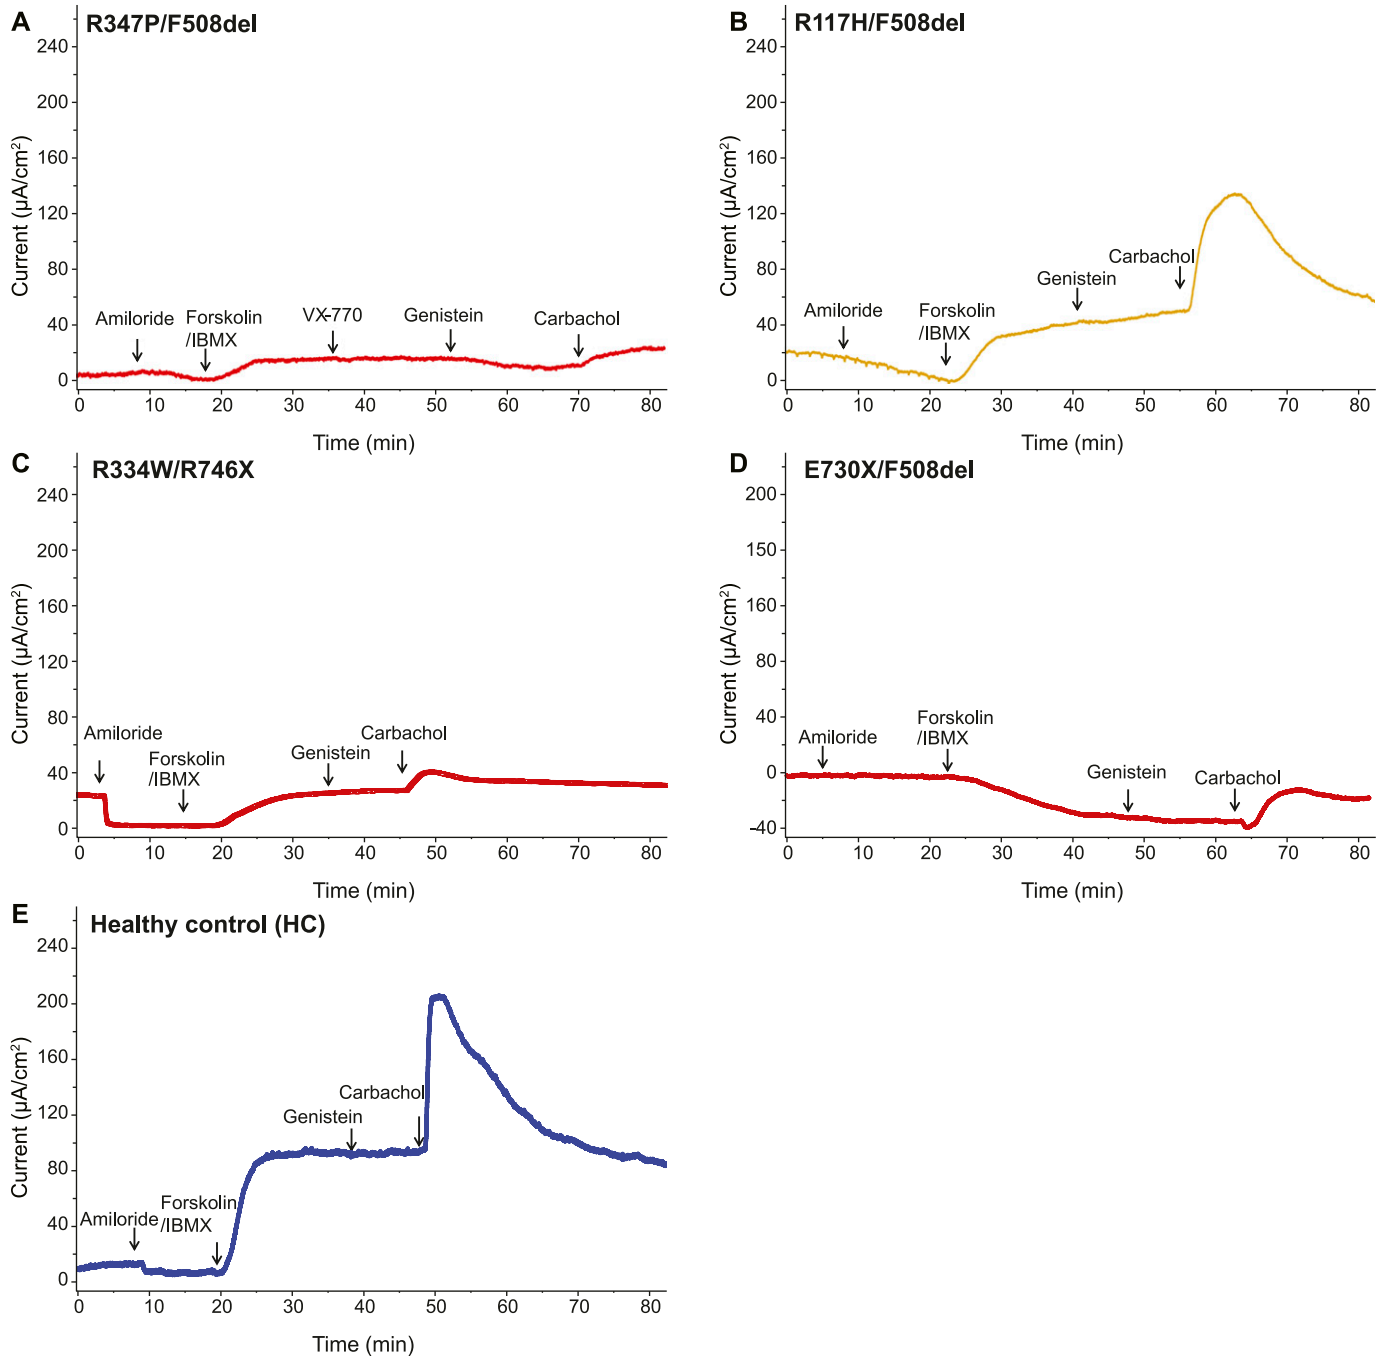 A
R347P/F508del
240
200
160
120
80
40
0
Current (µA/cm²)
Amiloride
Forskolin
/IBMX
VX-770
Genistein
Carbachol
0 10 20 30 40 50 60 70 80
Time (min)
B
R117H/F508del
240
200
160
120
80
40
0
Current (µA/cm²)
Amiloride
Forskolin
/IBMX
Genistein
Carbachol
0 10 20 30 40 50 60 70 80
Time (min)
C
R334W/R746X
240
200
160
120
80
40
0
Current (µA/cm²)
Amiloride
Forskolin
/IBMX
Genistein
Carbachol
0 10 20 30 40 50 60 70 80
Time (min)
D
E730X/F508del
200
150
160
80
40
0
–40
Current (µA/cm²)
Amiloride
Forskolin
/IBMX
Genistein
Carbachol
0 10 20 30 40 50 60 70 80
Time (min)
E
Healthy control (HC)
240
200
160
120
80
40
0
Current (µA/cm²)
Amiloride
Forskolin
/IBMX
Genistein
Carbachol
0 10 20 30 40 50 60 70 80
Time (min)